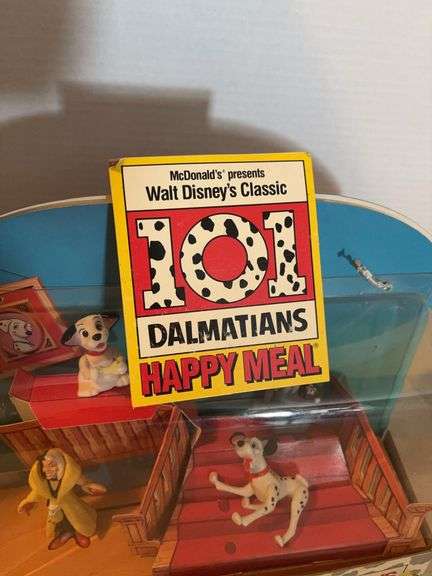 McDonald's® presents
Walt Disney's Classic
101
DALMATIANS
HAPPY MEAL®